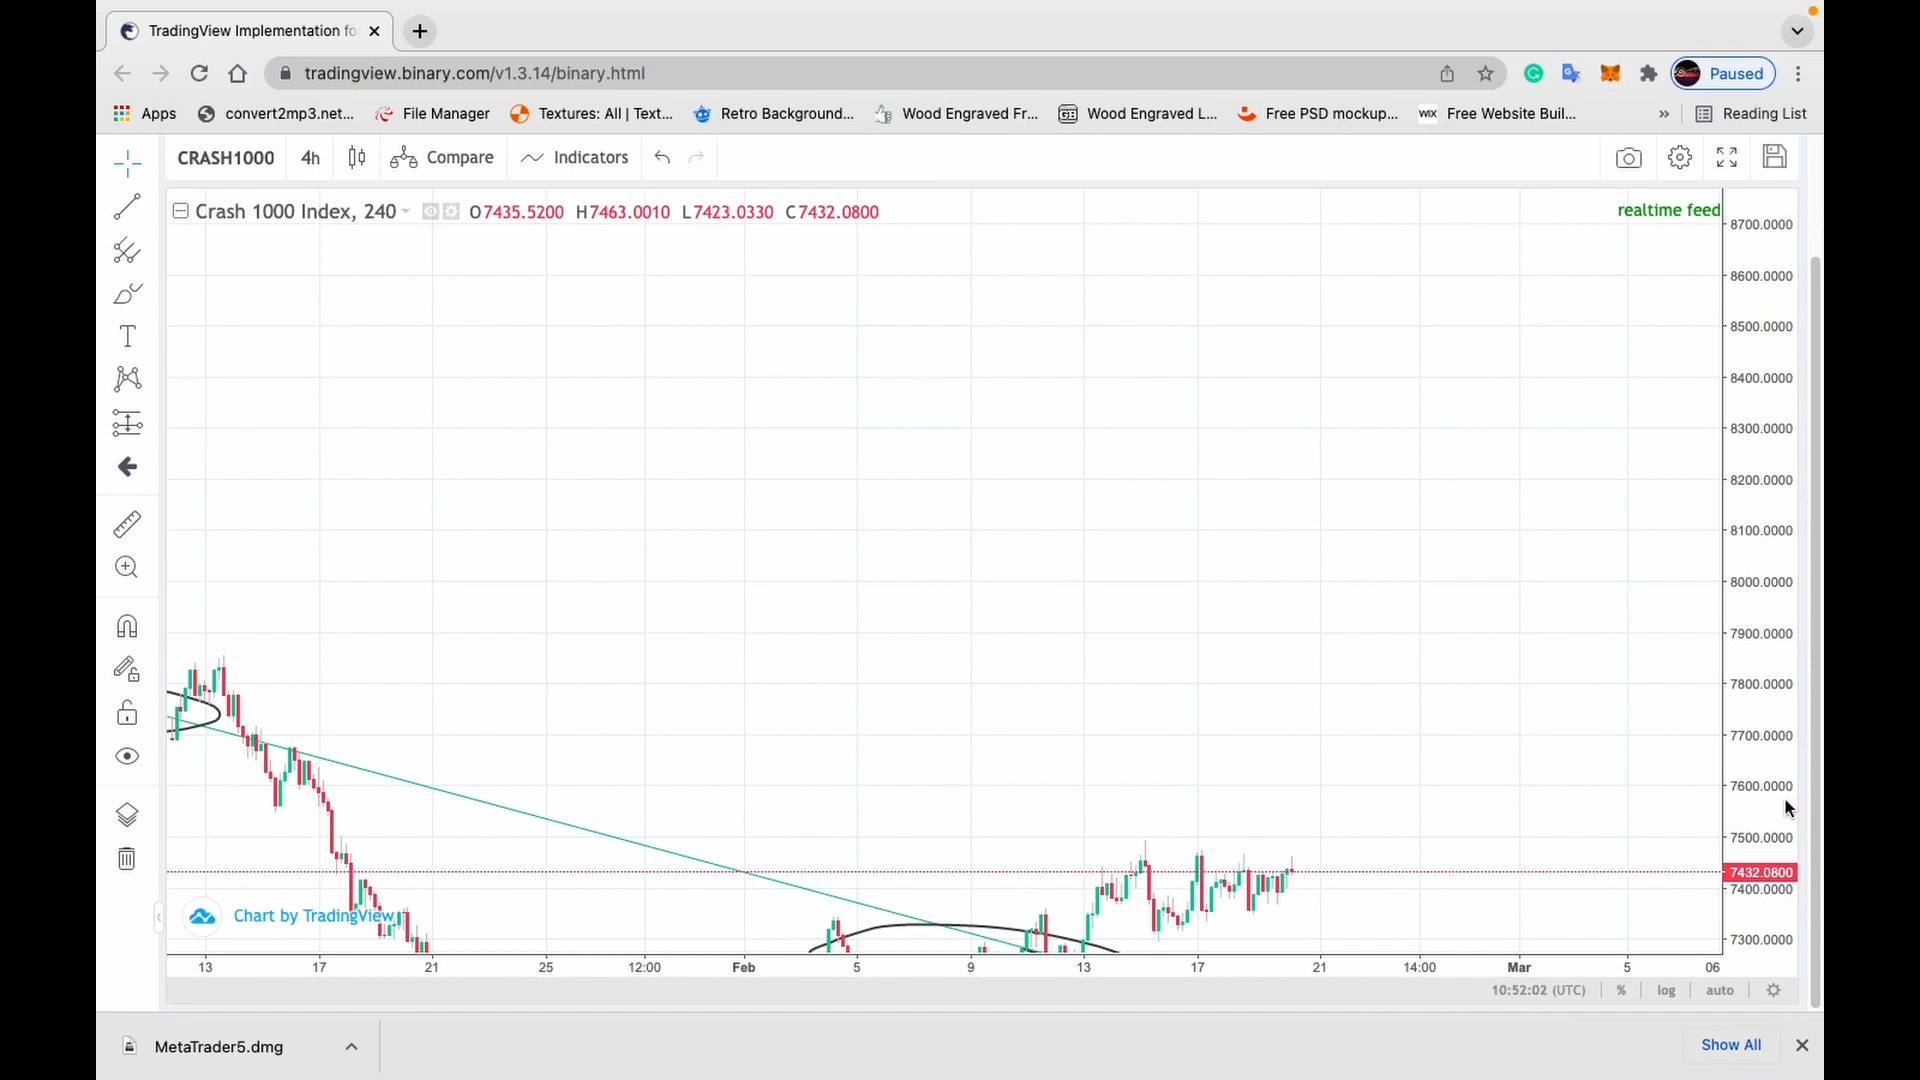 TradingView Implementation fo
tradingview.binary.com/v1.3.14/binary.html
Paused
Apps convert2mp3.net... File Manager Textures: All | Text... Retro Background... Wood Engraved Fr... Wood Engraved L... Free PSD mockup... WiX Free Website Buil... » Reading List
CRASH1000 4h Compare Indicators
Crash 1000 Index, 240 O7435.5200 H7463.0010 L7423.0330 C7432.0800 realtime feed
8700.0000
8600.0000
8500.0000
8400.0000
8300.0000
8200.0000
8100.0000
8000.0000
7900.0000
7800.0000
7700.0000
7600.0000
7500.0000
7432.0800
7400.0000
Chart by TradingView
7300.0000
13 17 21 25 12:00 Feb 5 9 13 17 21 14:00 Mar 5 06
10:52:02 (UTC) % log auto
MetaTrader5.dmg Show All